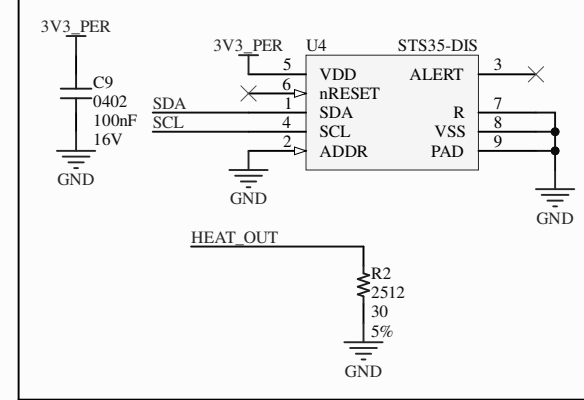 3V3_PER
C9
0402
100nF
16V
GND
3V3_PER
U4
STS35-DIS
5
VDD
ALERT
3
6
nRESET
SDA
1
SDA
R
7
SCL
4
SCL
VSS
8
2
ADDR
PAD
9
GND
GND
HEAT_OUT
R2
2512
30
5%
GND